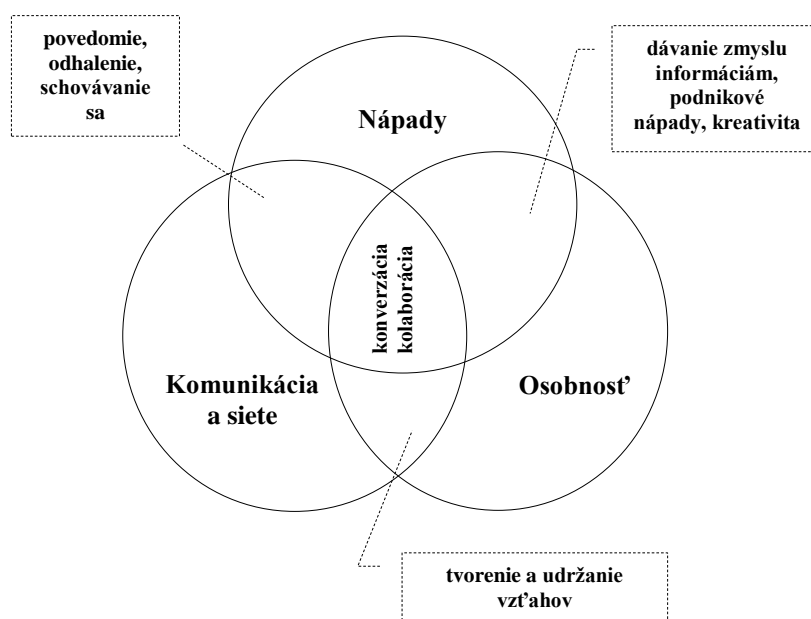 povedomie,
odhalenie,
schovávanie
sa
dávanie zmyslu
informáciám,
podnikové
nápady, kreativita
Nápady
konverzácia
kolaborácia
Komunikácia
a siete
Osobnosť
tvorenie a udržanie
vzťahov